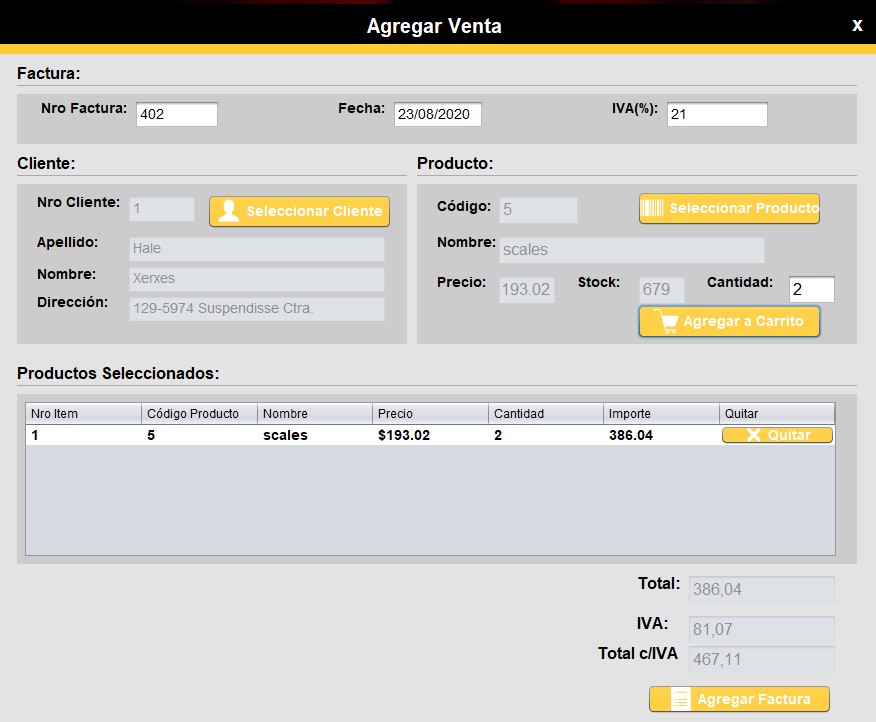 Agregar Venta
x
Factura:
Nro Factura: 402 Fecha: 23/08/2020 IVA(%): 21
Cliente:
Nro Cliente: 1 Seleccionar Cliente
Apellido: Hale
Nombre: Xerxes
Dirección: 129-5974 Suspendisse Ctra.
Producto:
Código: 5 Seleccionar Producto
Nombre: scales
Precio: 193.02 Stock: 679 Cantidad: 2
Agregar a Carrito
Productos Seleccionados:
Nro Item Código Producto Nombre Precio Cantidad Importe Quitar
1 5 scales $193.02 2 386.04 Quitar
Total: 386,04
IVA: 81,07
Total c/IVA 467,11
Agregar Factura